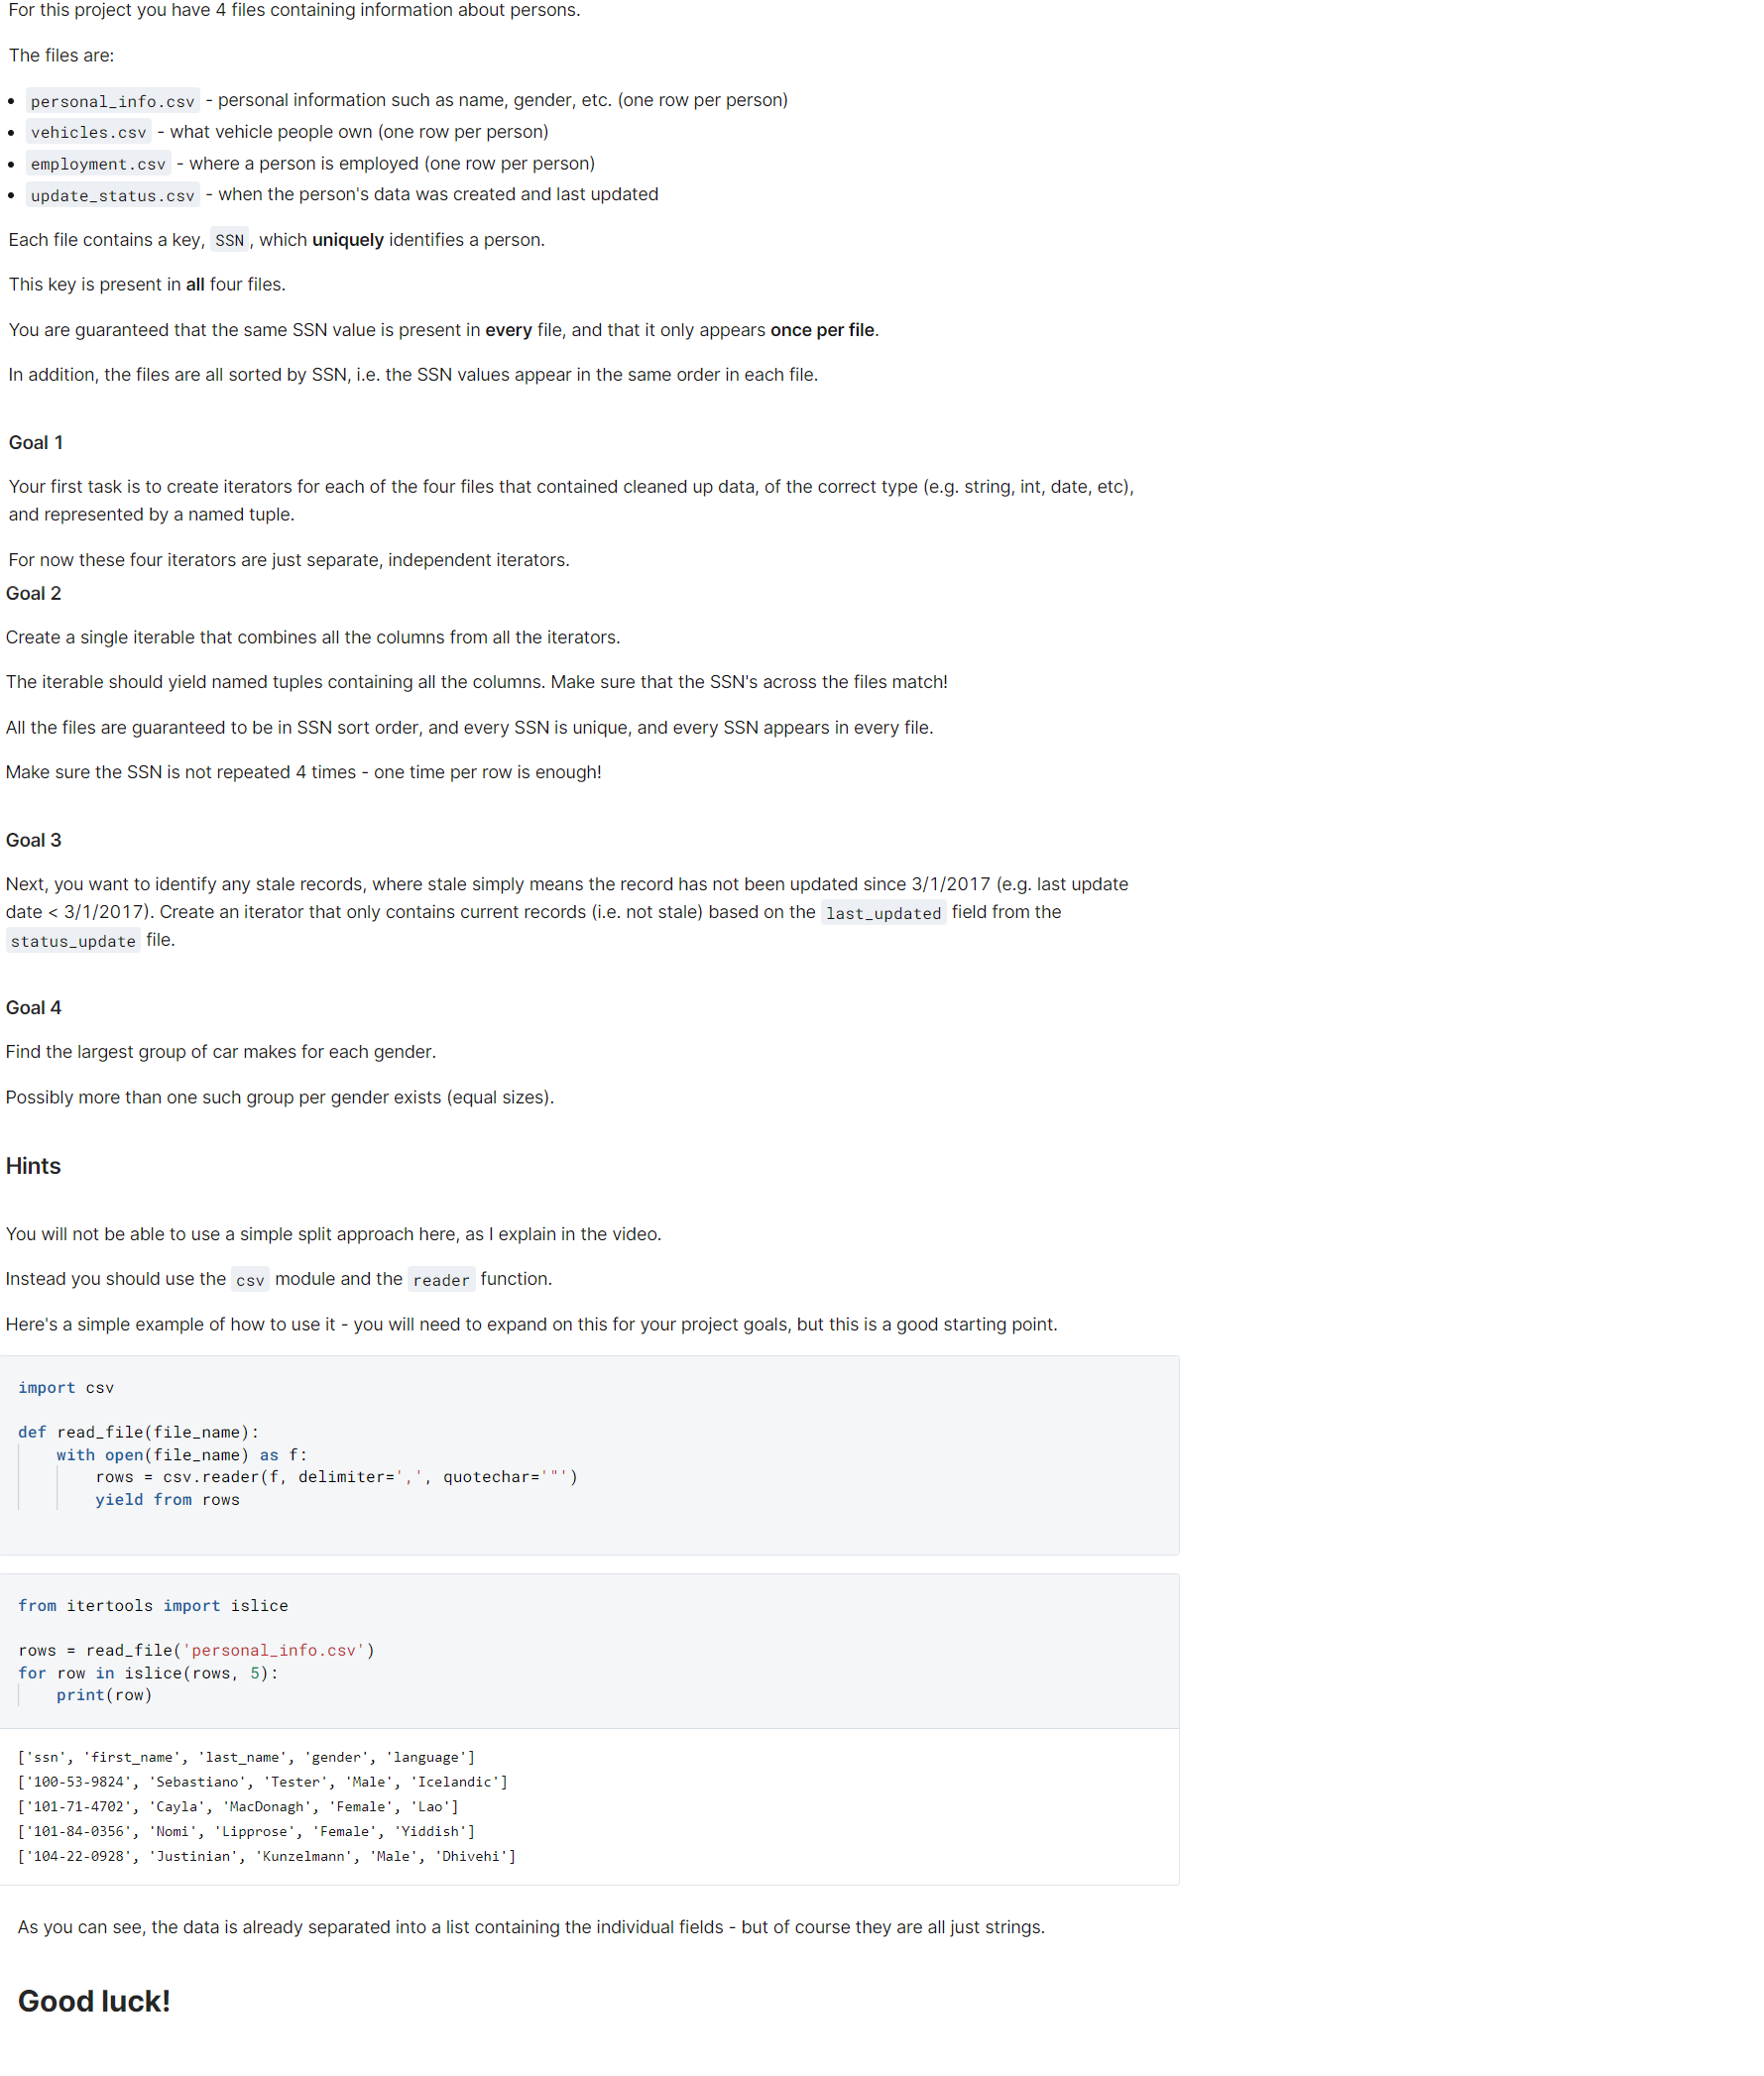 For this project you have 4 files containing information about persons.
The files are:
personal_info.csv - personal information such as name, gender, etc. (one row per person)
vehicles.csv - what vehicle people own (one row per person)
employment.csv - where a person is employed (one row per person)
update_status.csv - when the person's data was created and last updated
Each file contains a key, SSN, which uniquely identifies a person.
This key is present in all four files.
You are guaranteed that the same SSN value is present in every file, and that it only appears once per file.
In addition, the files are all sorted by SSN, i.e. the SSN values appear in the same order in each file.
Goal 1
Your first task is to create iterators for each of the four files that contained cleaned up data, of the correct type (e.g. string, int, date, etc),
and represented by a named tuple.
For now these four iterators are just separate, independent iterators.
Goal 2
Create a single iterable that combines all the columns from all the iterators.
The iterable should yield named tuples containing all the columns. Make sure that the SSN's across the files match!
All the files are guaranteed to be in SSN sort order, and every SSN is unique, and every SSN appears in every file.
Make sure the SSN is not repeated 4 times - one time per row is enough!
Goal 3
Next, you want to identify any stale records, where stale simply means the record has not been updated since 3/1/2017 (e.g. last update
date < 3/1/2017). Create an iterator that only contains current records (i.e. not stale) based on the last_updated field from the
status_update file.
Goal 4
Find the largest group of car makes for each gender.
Possibly more than one such group per gender exists (equal sizes).
Hints
You will not be able to use a simple split approach here, as I explain in the video.
Instead you should use the csv module and the reader function.
Here's a simple example of how to use it - you will need to expand on this for your project goals, but this is a good starting point.
import csv
def read_file(file_name):
    with open(file_name) as f:
        rows = csv.reader(f, delimiter=',', quotechar='"')
        yield from rows
from itertools import islice
rows = read_file('personal_info.csv')
for row in islice(rows, 5):
    print(row)
['ssn', 'first_name', 'last_name', 'gender', 'language']
['100-53-9824', 'Sebastiano', 'Tester', 'Male', 'Icelandic']
['101-71-4702', 'Cayla', 'MacDonagh', 'Female', 'Lao']
['101-84-0356', 'Nomi', 'Lipprose', 'Female', 'Yiddish']
['104-22-0928', 'Justinian', 'Kunzelmann', 'Male', 'Dhivehi']
As you can see, the data is already separated into a list containing the individual fields - but of course they are all just strings.
Good luck!